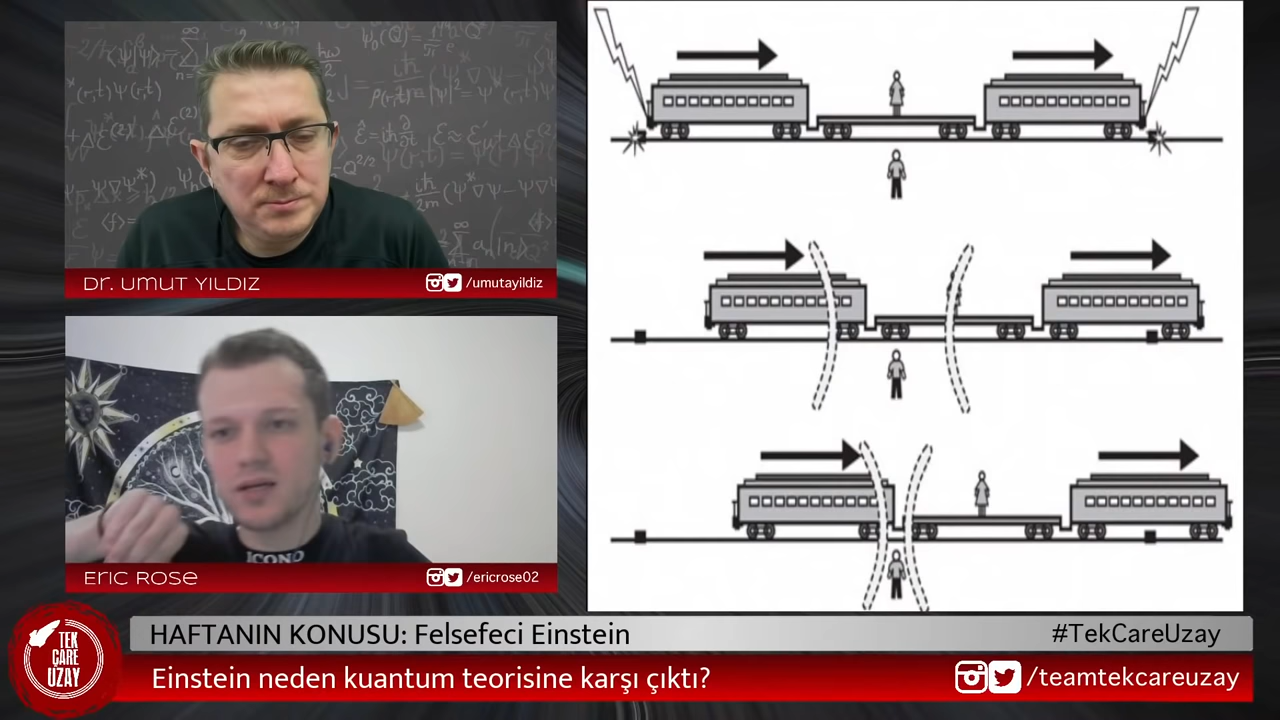 Dr. Umut YILDIZ
/umutayildiz
ICONO
Eric Rose
/ericrose02
TEK
ÇARE
UZAY
HAFTANIN KONUSU: Felsefeci Einstein
#TekCareUzay
Einstein neden kuantum teorisine karşı çıktı?
/teamtekcareuzay